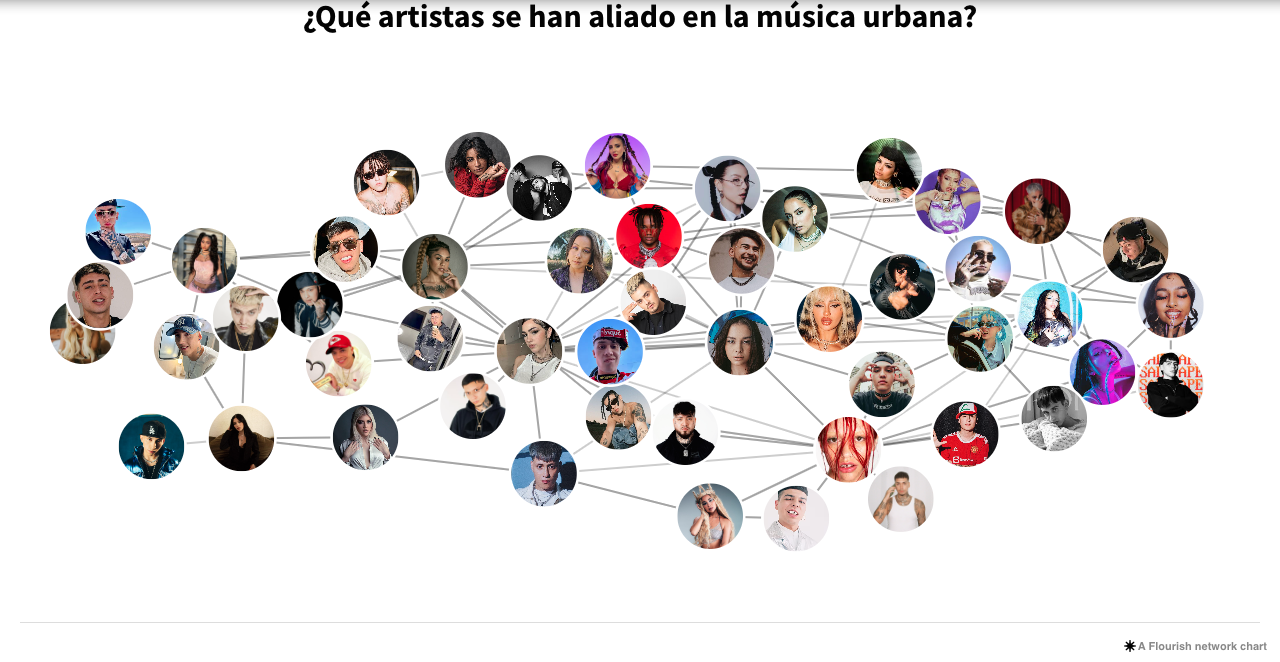 ¿Qué artistas se han aliado en la música urbana?
A Flourish network chart